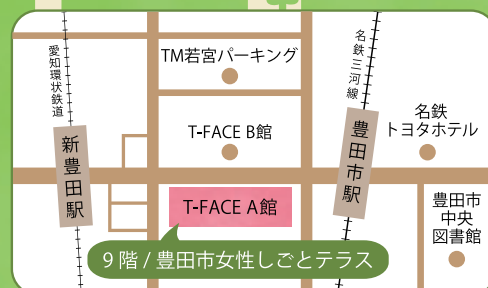 愛知環状鉄道
新豊田駅
TM若宮パーキング
T-FACE B館
T-FACE A館
9階/豊田市女性しごとテラス
名鉄三河線
豊田市駅
名鉄
トヨタホテル
豊田市
中央
図書館